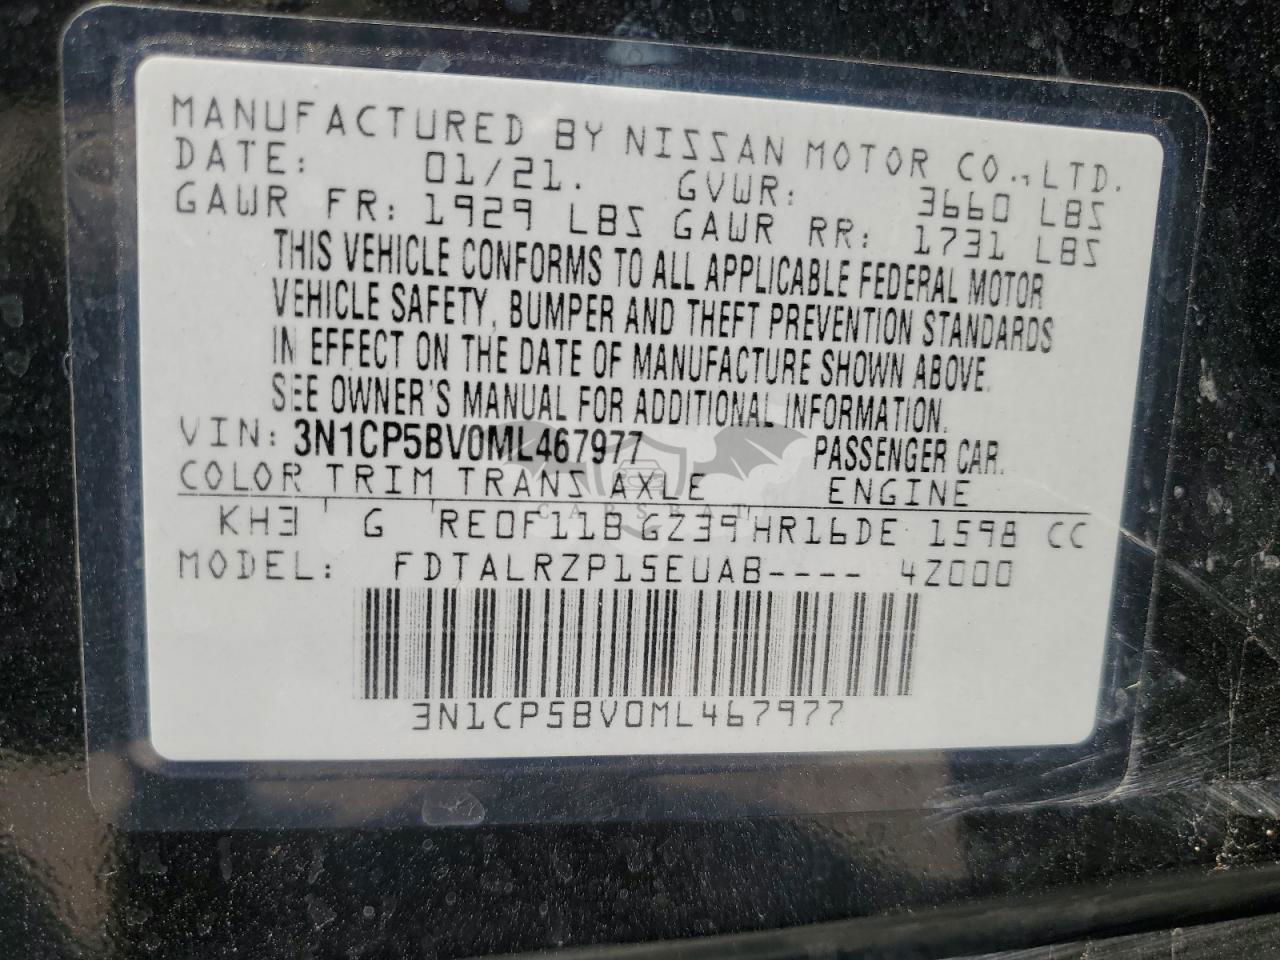 MANUFACTURED BY NISSAN MOTOR CO., LTD.
DATE: 01/21. GVWR: 3660 LBS
GAWR FR: 1929 LBS GAWR RR: 1731 LBS
THIS VEHICLE CONFORMS TO ALL APPLICABLE FEDERAL MOTOR
VEHICLE SAFETY, BUMPER AND THEFT PREVENTION STANDARDS
IN EFFECT ON THE DATE OF MANUFACTURE SHOWN ABOVE.
SEE OWNER'S MANUAL FOR ADDITIONAL INFORMATION.
VIN: 3N1CP5BV0ML467977 PASSENGER CAR.
COLOR TRIM TRANS AXLE ENGINE
KH3 G RE0F11B GZ39 HR16DE 1598 CC
MODEL: FDTALRZP15EUAB---- 4Z000
3N1CP5BV0ML467977
CARSBAT